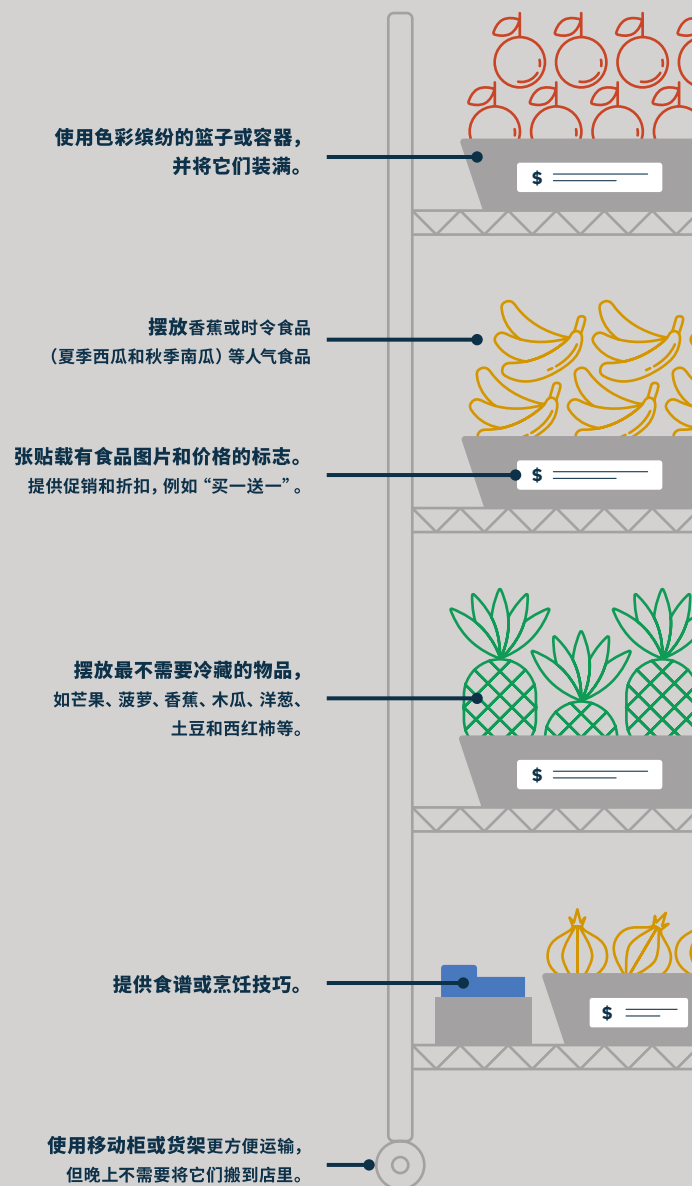 使用色彩缤纷的篮子或容器，
并将它们装满。
$
摆放香蕉或时令食品
（夏季西瓜和秋季南瓜）等人气食品
张贴载有食品图片和价格的标志。
提供促销和折扣，例如“买一送一”。
$
摆放最不需要冷藏的物品，
如芒果、菠萝、香蕉、木瓜、洋葱、
土豆和西红柿等。
$
提供食谱或烹饪技巧。
$
使用移动柜或货架更方便运输，
但晚上不需要将它们搬到店里。